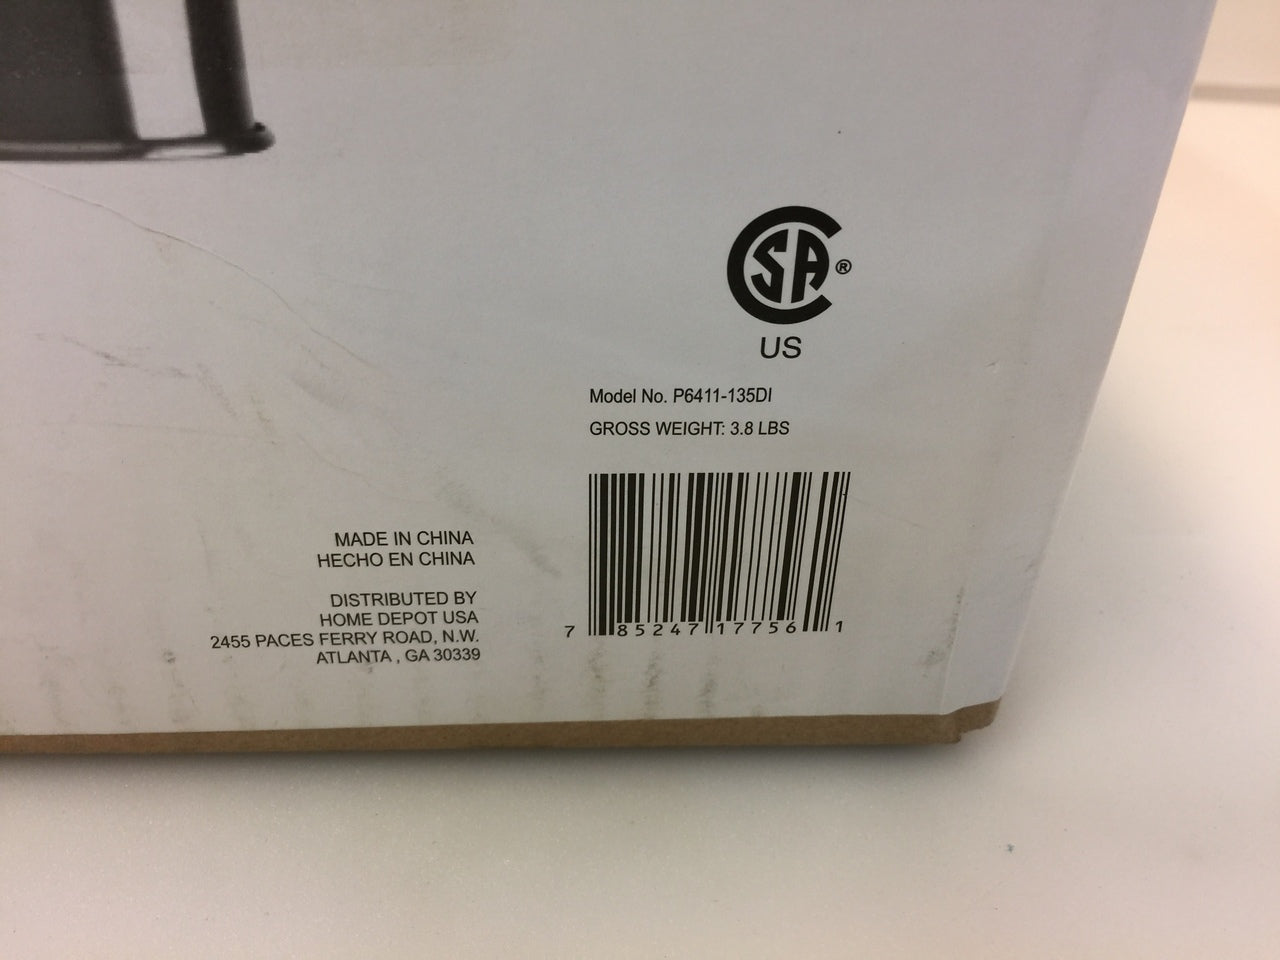 CSA®
US
Model No. P6411-135DI
GROSS WEIGHT: 3.8 LBS
MADE IN CHINA
HECHO EN CHINA
DISTRIBUTED BY
HOME DEPOT USA
2455 PACES FERRY ROAD, N.W.
ATLANTA , GA 30339
7 85247 17756 1